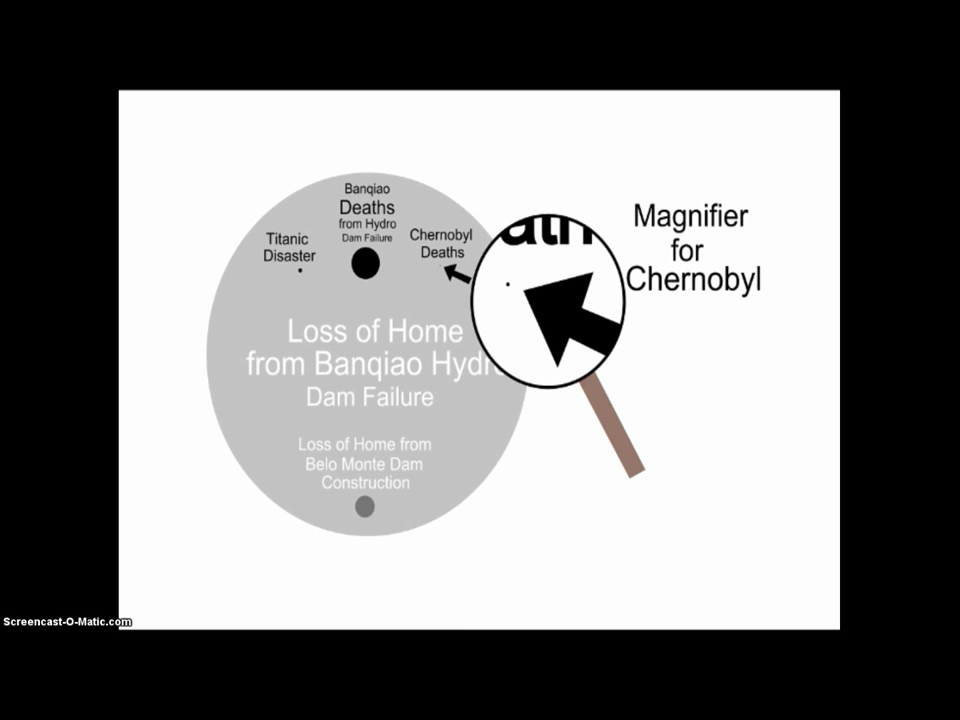 Banqiao
Deaths
from Hydro
Dam Failure
Titanic
Disaster
Chernobyl
Deaths
Magnifier
for
Chernobyl
ath
Loss of Home
from Banqiao Hydro
Dam Failure
Loss of Home from
Belo Monte Dam
Construction
Screencast-O-Matic.com